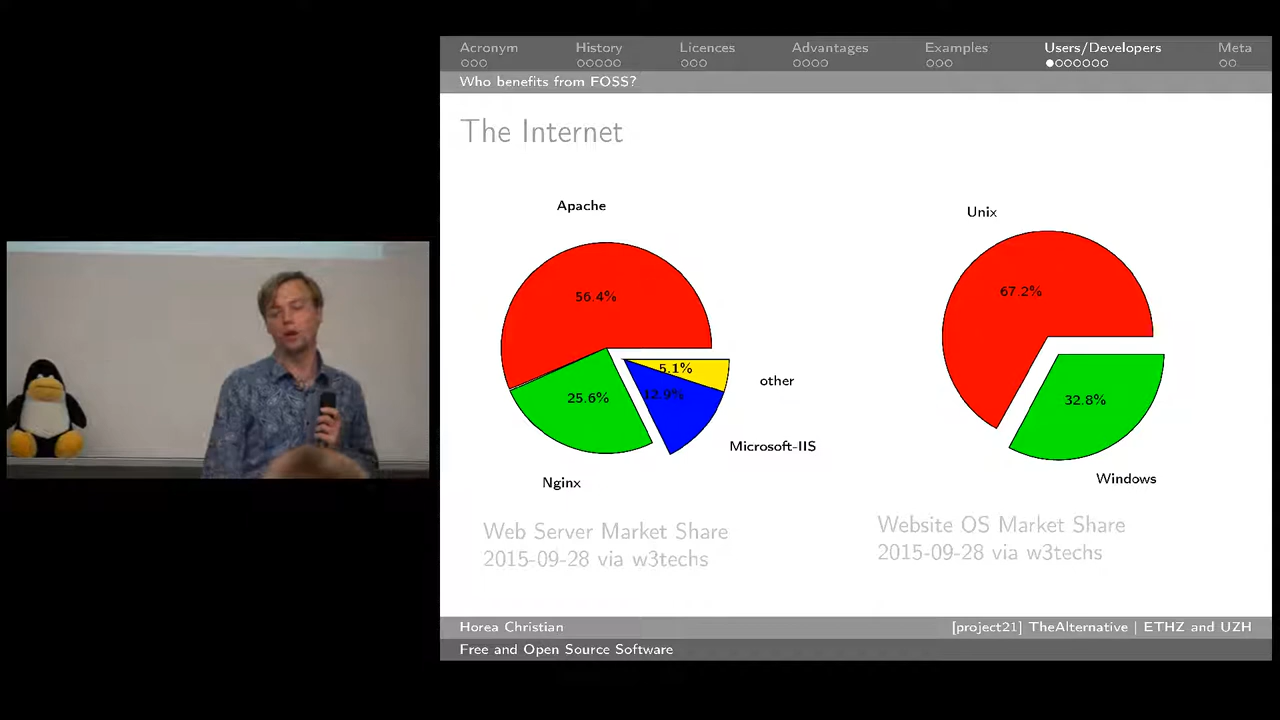 Acronym History Licences Advantages Examples Users/Developers Meta
Who benefits from FOSS?
The Internet
Apache
56.4%
25.6%
12.9%
5.1%
other
Microsoft-IIS
Nginx
Web Server Market Share
2015-09-28 via w3techs
Unix
67.2%
32.8%
Windows
Website OS Market Share
2015-09-28 via w3techs
Horea Christian [project21] TheAlternative | ETHZ and UZH
Free and Open Source Software